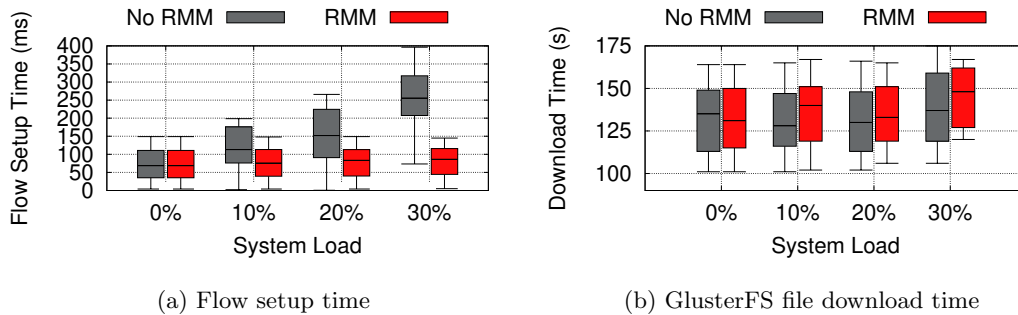 No RMM RMM
Flow Setup Time (ms)
400
350
300
250
200
150
100
50
0
0% 10% 20% 30%
System Load
(a) Flow setup time
No RMM RMM
Download Time (s)
175
150
125
100
0% 10% 20% 30%
System Load
(b) GlusterFS file download time